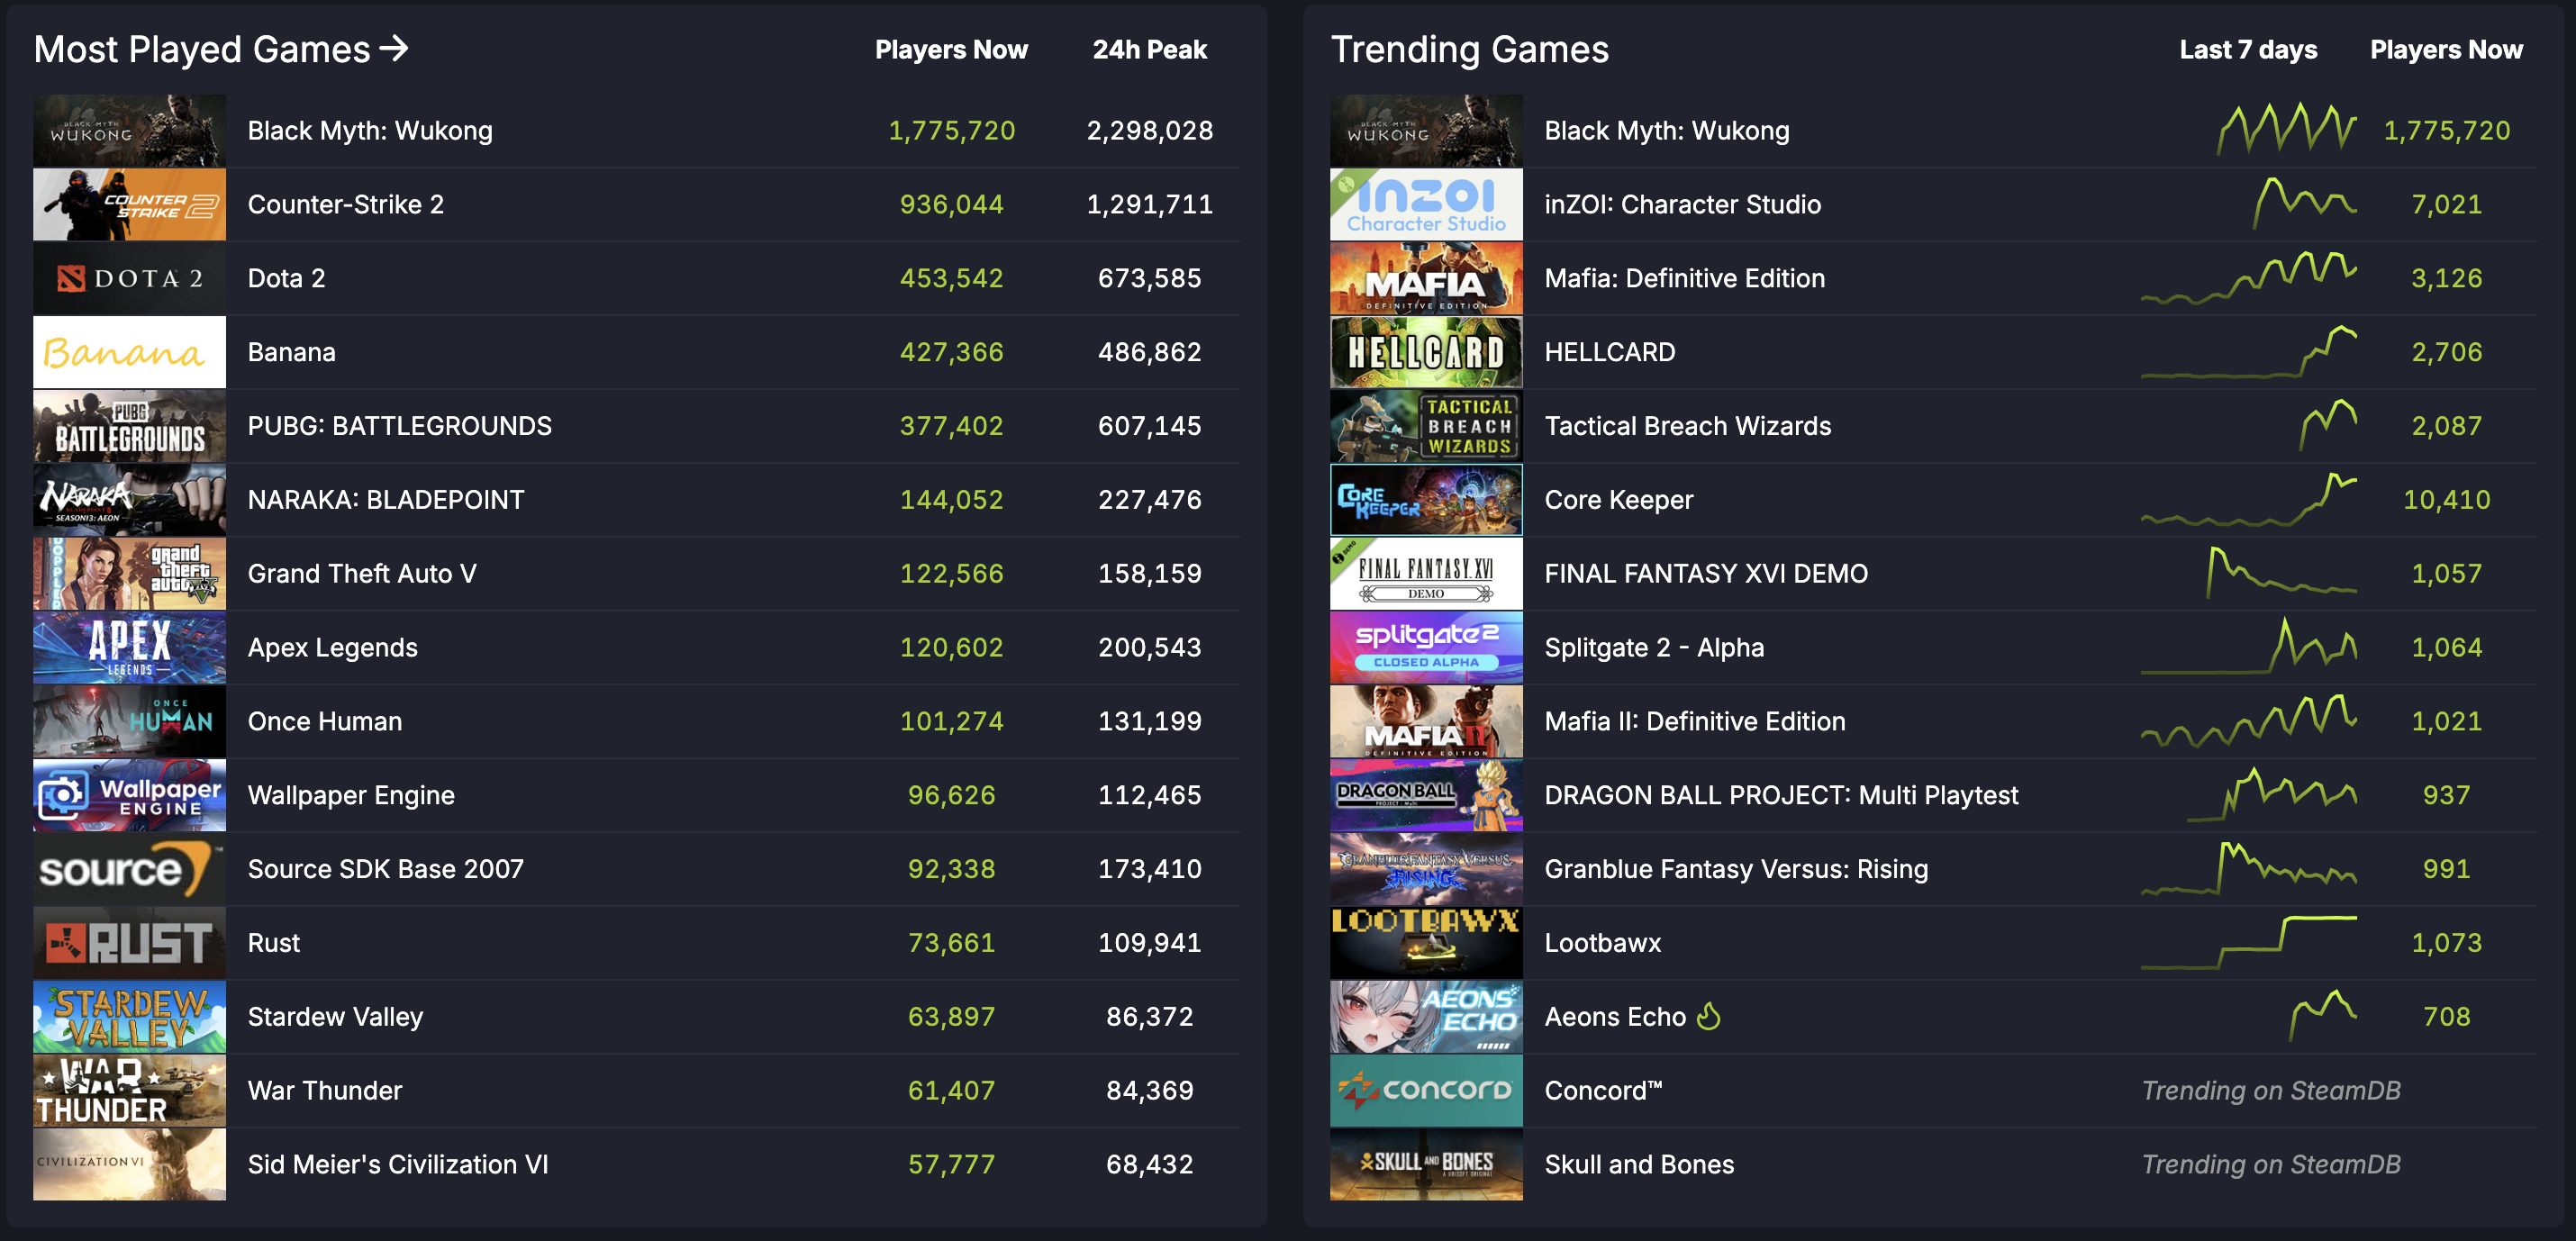 Most Played Games → Players Now 24h Peak
BLACK MYTH WUKONG Black Myth: Wukong 1,775,720 2,298,028
COUNTER STRIKE 2 Counter-Strike 2 936,044 1,291,711
DOTA 2 Dota 2 453,542 673,585
Banana Banana 427,366 486,862
PUBG BATTLEGROUNDS PUBG: BATTLEGROUNDS 377,402 607,145
NARAKA BLADEPOINT SEASON13: AEON NARAKA: BLADEPOINT 144,052 227,476
grand theft auto V Grand Theft Auto V 122,566 158,159
APEX LEGENDS Apex Legends 120,602 200,543
ONCE HUMAN Once Human 101,274 131,199
Wallpaper ENGINE Wallpaper Engine 96,626 112,465
source Source SDK Base 2007 92,338 173,410
RUST Rust 73,661 109,941
STARDEW VALLEY Stardew Valley 63,897 86,372
WAR THUNDER War Thunder 61,407 84,369
CIVILIZATION VI Sid Meier's Civilization VI 57,777 68,432
Trending Games Last 7 days Players Now
BLACK MYTH WUKONG Black Myth: Wukong 1,775,720
inZOI Character Studio inZOI: Character Studio 7,021
MAFIA DEFINITIVE EDITION Mafia: Definitive Edition 3,126
HELLCARD HELLCARD 2,706
TACTICAL BREACH WIZARDS Tactical Breach Wizards 2,087
CORE KEEPER Core Keeper 10,410
DEMO FINAL FANTASY XVI DEMO FINAL FANTASY XVI DEMO 1,057
splitgate 2 CLOSED ALPHA Splitgate 2 - Alpha 1,064
MAFIA II DEFINITIVE EDITION Mafia II: Definitive Edition 1,021
DRAGON BALL PROJECT: Multi DRAGON BALL PROJECT: Multi Playtest 937
GRANBLUE FANTASY VERSUS RISING Granblue Fantasy Versus: Rising 991
LOOTBAWX Lootbawx 1,073
AEONS ECHO Aeons Echo 708
CONCORD Concord™ Trending on SteamDB
SKULL AND BONES A UBISOFT ORIGINAL Skull and Bones Trending on SteamDB